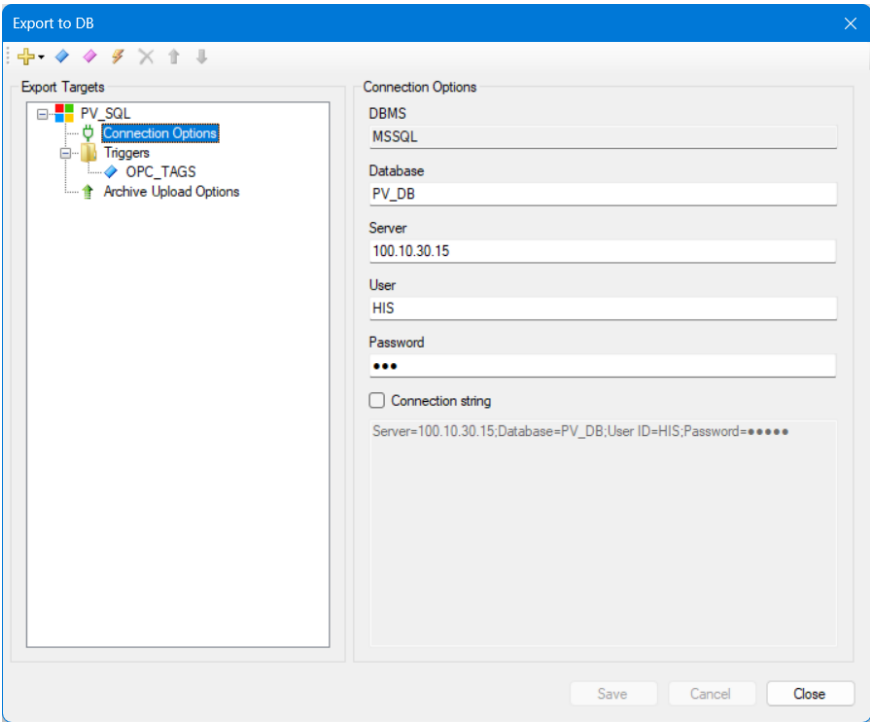 Export to DB
Export Targets
PV_SQL
Connection Options
Triggers
OPC_TAGS
Archive Upload Options
Connection Options
DBMS
MSSQL
Database
PV_DB
Server
100.10.30.15
User
HIS
Password
●●●
Connection string
Server=100.10.30.15;Database=PV_DB;User ID=HIS;Password=●●●●●
Save
Cancel
Close